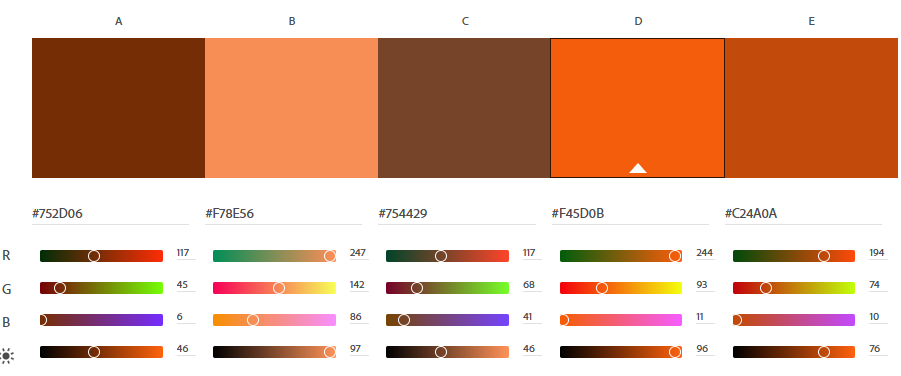 A B C D E
#752D06 #F78E56 #754429 #F45D0B #C24A0A
R 117 247 117 244 194
G 45 142 68 93 74
B 6 86 41 11 10
46 97 46 96 76